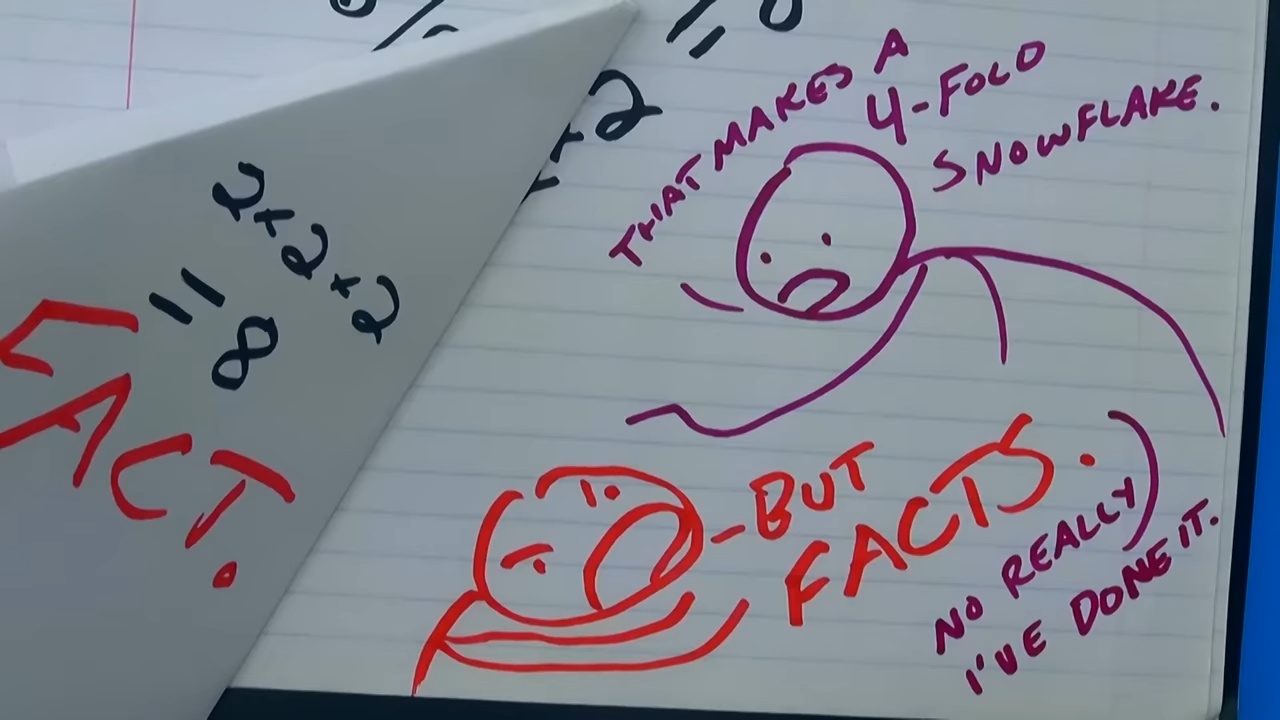 THAT MAKES A
4-FOLD
SNOWFLAKE.
2+2+2
=
8
FACT.
-BUT
FACTS.
NO REALLY
I'VE DONE IT.